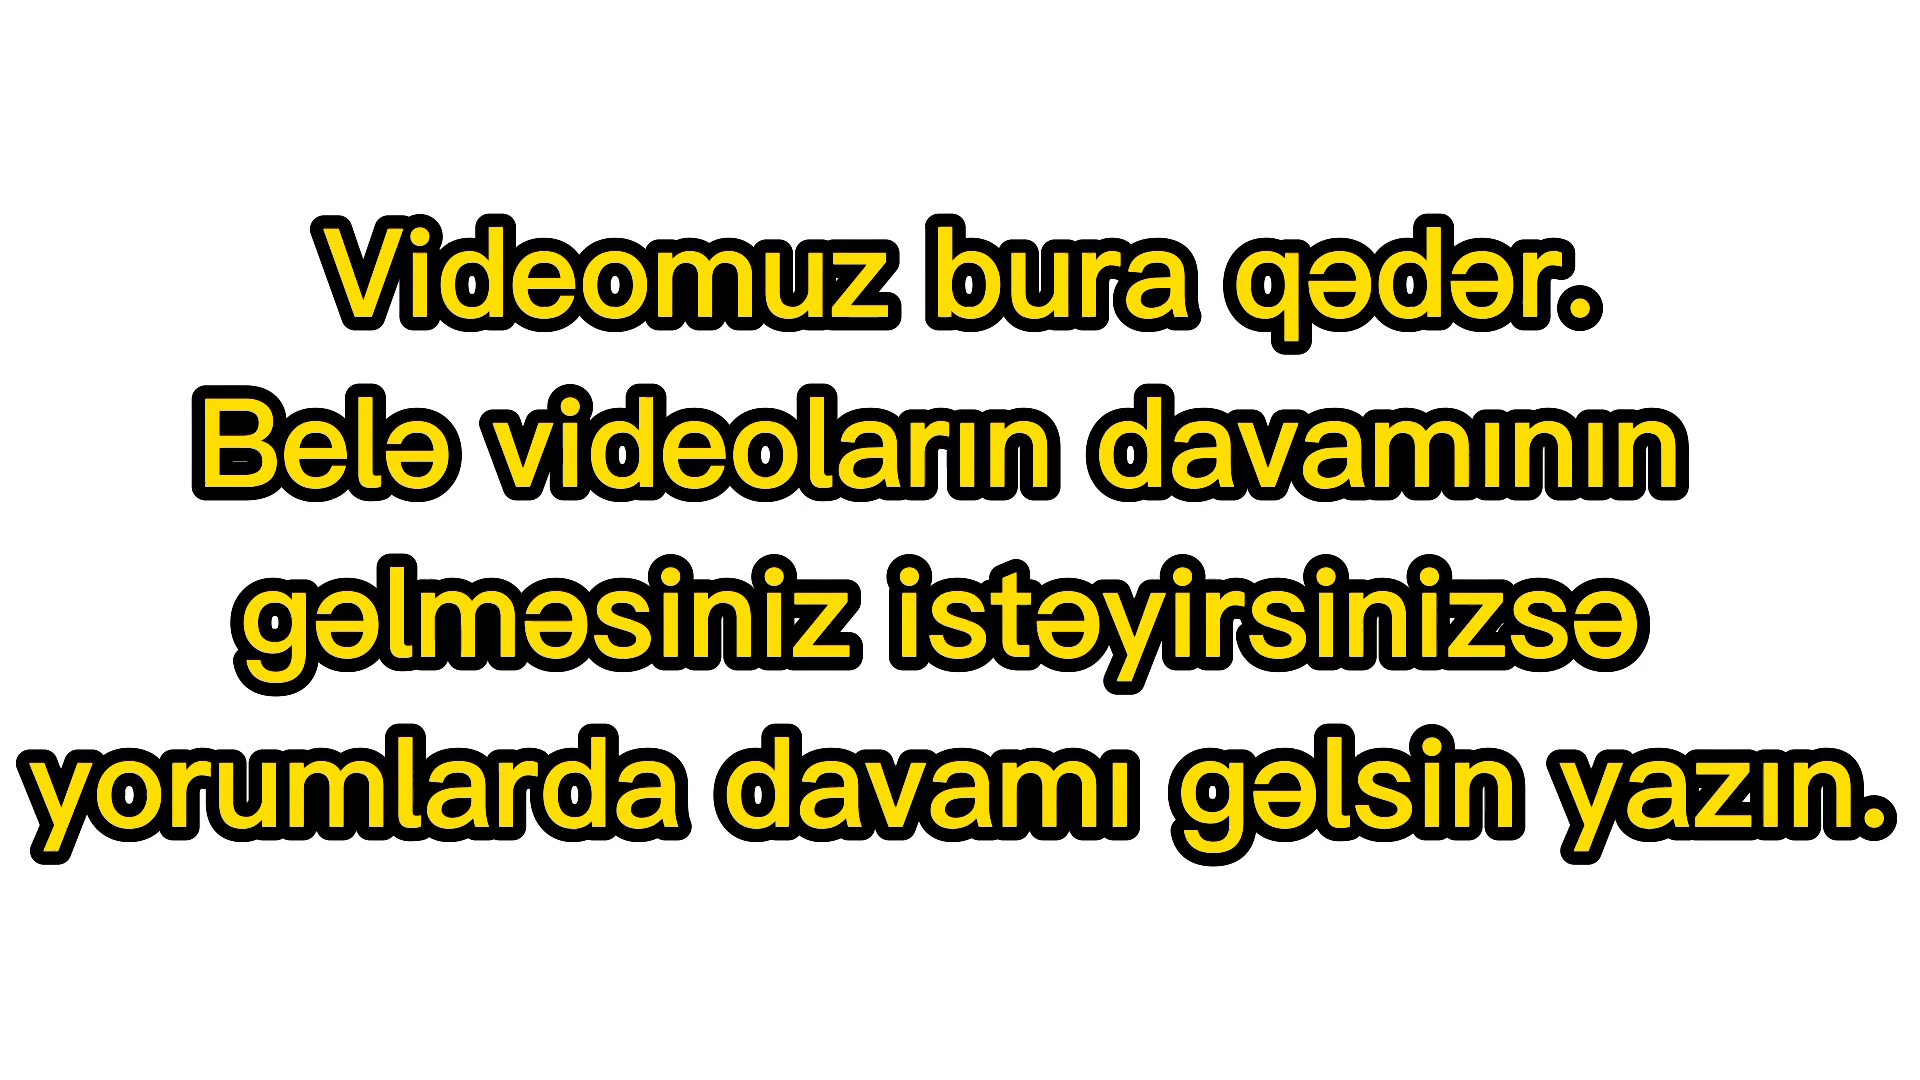 Videomuz bura qədər.
Belə videoların davamının
gəlməsiniz istəyirsinizsə
yorumlarda davamı gəlsin yazın.